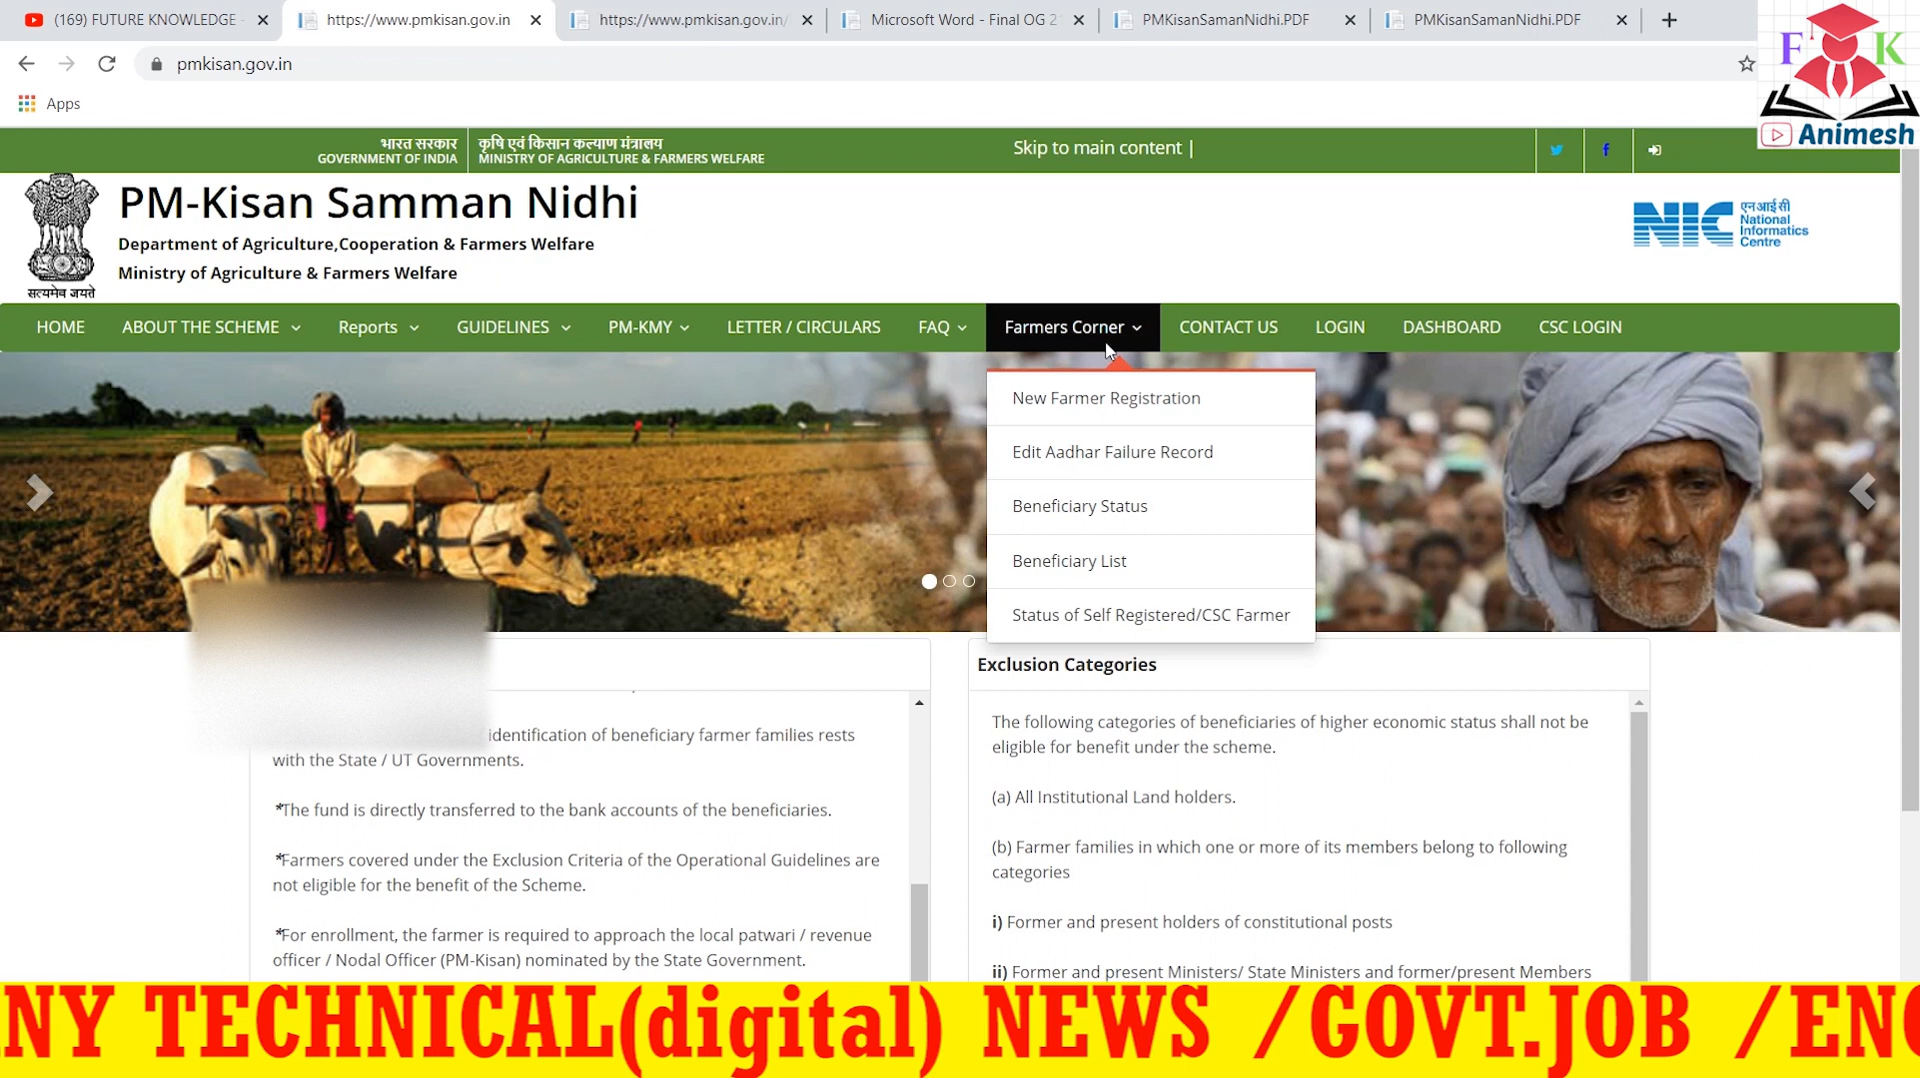 (169) FUTURE KNOWLEDGE -
https://www.pmkisan.gov.in
https://www.pmkisan.gov.in/
Microsoft Word - Final OG 2
PMKisanSamanNidhi.PDF
PMKisanSamanNidhi.PDF
pmkisan.gov.in
Apps
F K
Animesh
भारत सरकार
GOVERNMENT OF INDIA
कृषि एवं किसान कल्याण मंत्रालय
MINISTRY OF AGRICULTURE & FARMERS WELFARE
Skip to main content |
सत्यमेव जयते
PM-Kisan Samman Nidhi
Department of Agriculture,Cooperation & Farmers Welfare
Ministry of Agriculture & Farmers Welfare
NIC
एन आई सी
National
Informatics
Centre
HOME ABOUT THE SCHEME Reports GUIDELINES PM-KMY LETTER / CIRCULARS FAQ Farmers Corner CONTACT US LOGIN DASHBOARD CSC LOGIN
New Farmer Registration
Edit Aadhar Failure Record
Beneficiary Status
Beneficiary List
Status of Self Registered/CSC Farmer
identification of beneficiary farmer families rests
with the State / UT Governments.
*The fund is directly transferred to the bank accounts of the beneficiaries.
*Farmers covered under the Exclusion Criteria of the Operational Guidelines are
not eligible for the benefit of the Scheme.
*For enrollment, the farmer is required to approach the local patwari / revenue
officer / Nodal Officer (PM-Kisan) nominated by the State Government.
Exclusion Categories
The following categories of beneficiaries of higher economic status shall not be
eligible for benefit under the scheme.
(a) All Institutional Land holders.
(b) Farmer families in which one or more of its members belong to following
categories
i) Former and present holders of constitutional posts
ii) Former and present Ministers/ State Ministers and former/present Members
NY TECHNICAL(digital) NEWS /GOVT.JOB /ENG